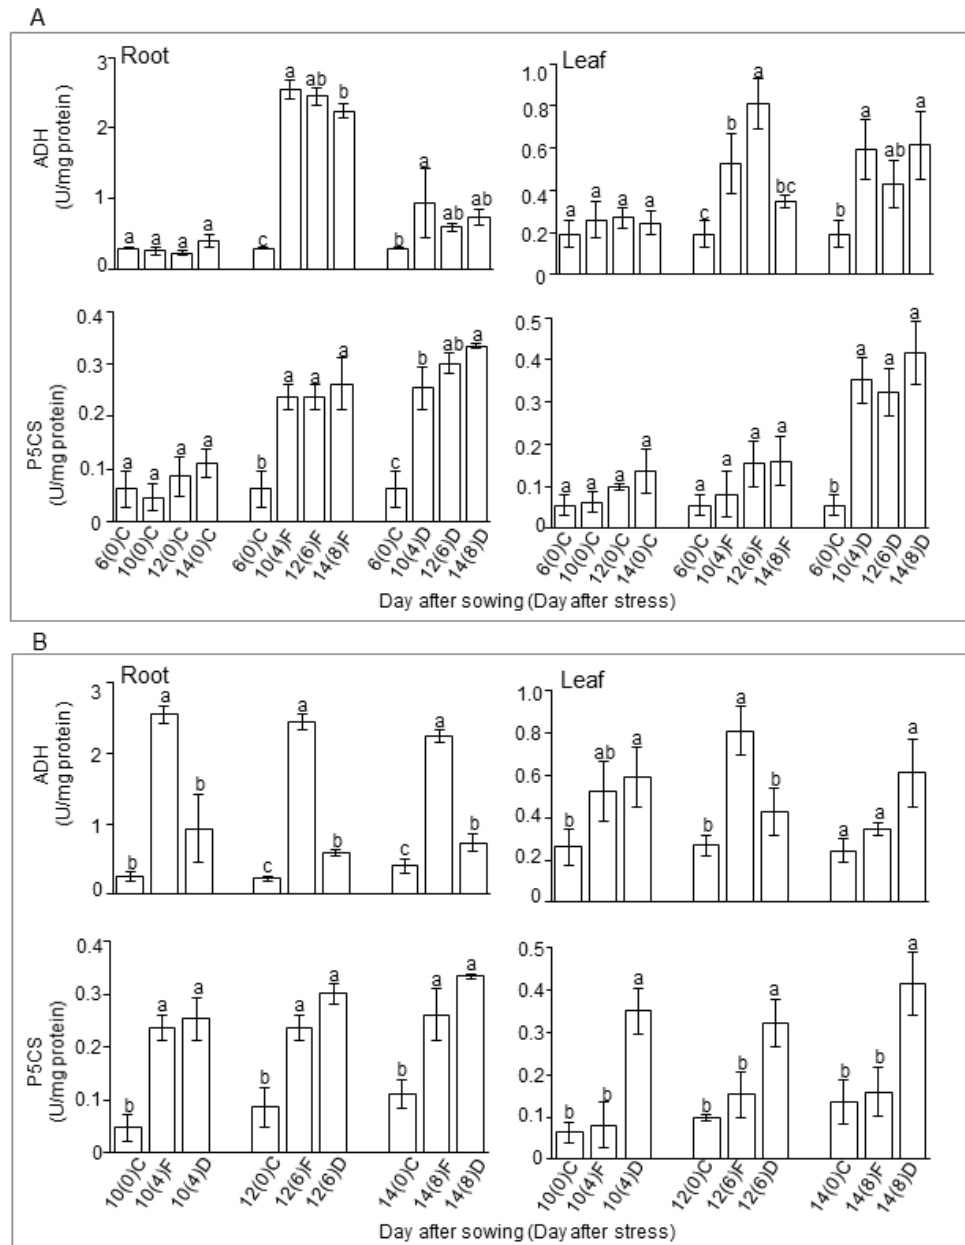 A
Root
Leaf
ADH
(U/mg protein)
3
2
1
0
a a a a c a ab b b a ab ab
1.0
0.8
0.6
0.4
0.2
0
a a a a c b a bc b a ab a
P5CS
(U/mg protein)
0.4
0.3
0.2
0.1
0
a a a a b a a a c b ab a
0.5
0.4
0.3
0.2
0.1
0
a a a a a a a a b a a a
6(0)C 10(0)C 12(0)C 14(0)C 6(0)C 10(4)F 12(6)F 14(8)F 6(0)C 10(4)D 12(6)D 14(8)D
6(0)C 10(0)C 12(0)C 14(0)C 6(0)C 10(4)F 12(6)F 14(8)F 6(0)C 10(4)D 12(6)D 14(8)D
Day after sowing (Day after stress)
B
Root
Leaf
ADH
(U/mg protein)
3
2
1
0
b a b c a b c a b
1.0
0.8
0.6
0.4
0.2
0
b ab a b a b a a a
P5CS
(U/mg protein)
0.4
0.3
0.2
0.1
0
b a a b a a b a a
0.5
0.4
0.3
0.2
0.1
0
b b a b b a b b a
10(0)C 10(4)F 10(4)D 12(0)C 12(6)F 12(6)D 14(0)C 14(8)F 14(8)D
10(0)C 10(4)F 10(4)D 12(0)C 12(6)F 12(6)D 14(0)C 14(8)F 14(8)D
Day after sowing (Day after stress)